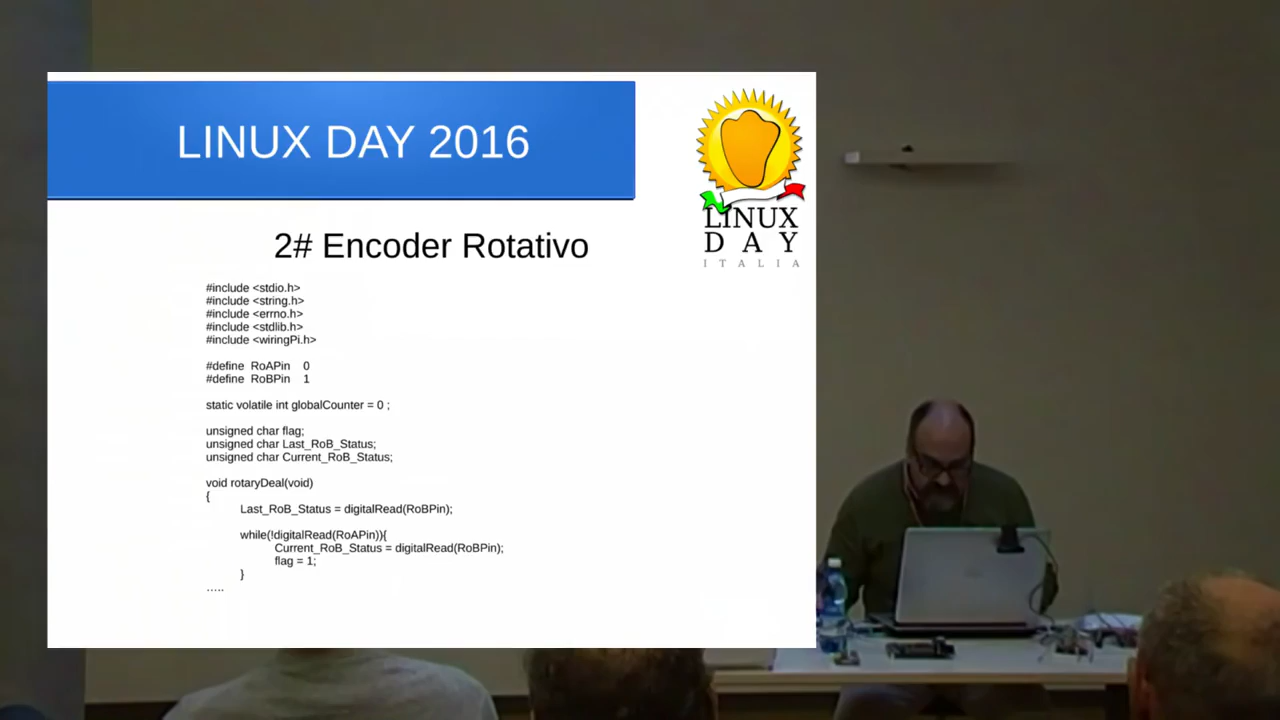 LINUX DAY 2016
LINUX
DAY
ITALIA
2# Encoder Rotativo
#include <stdio.h>
#include <string.h>
#include <errno.h>
#include <stdlib.h>
#include <wiringPi.h>
#define RoAPin 0
#define RoBPin 1
static volatile int globalCounter = 0 ;
unsigned char flag;
unsigned char Last_RoB_Status;
unsigned char Current_RoB_Status;
void rotaryDeal(void)
{
Last_RoB_Status = digitalRead(RoBPin);
while(!digitalRead(RoAPin)){
Current_RoB_Status = digitalRead(RoBPin);
flag = 1;
}
.....